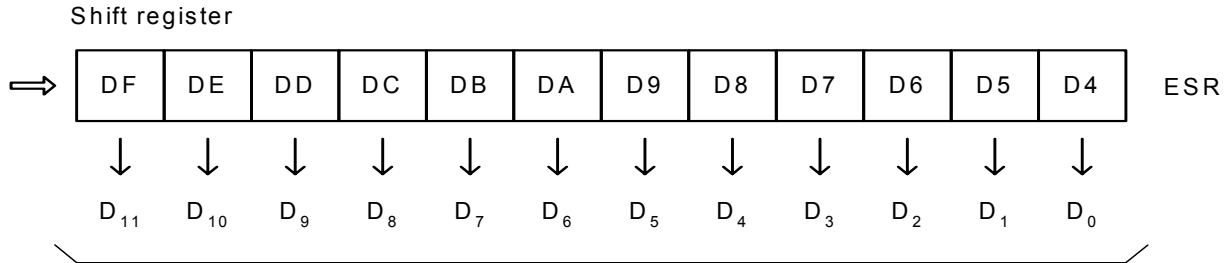 Shift register
DF DE DD DC DB DA D9 D8 D7 D6 D5 D4 ESR
D₁₁ D₁₀ D₉ D₈ D₇ D₆ D₅ D₄ D₃ D₂ D₁ D₀